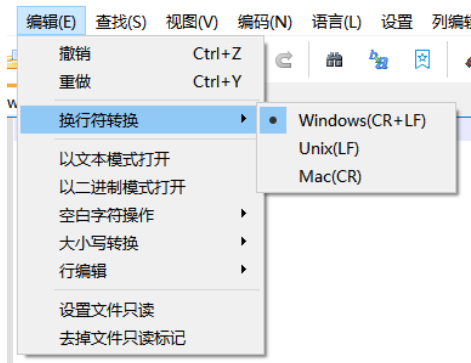 编辑(E) 查找(S) 视图(V) 编码(N) 语言(L) 设置
撤销 Ctrl+Z
重做 Ctrl+Y
换行符转换
Windows(CR+LF)
Unix(LF)
Mac(CR)
以文本模式打开
以二进制模式打开
空白字符操作
大小写转换
行编辑
设置文件只读
去掉文件只读标记